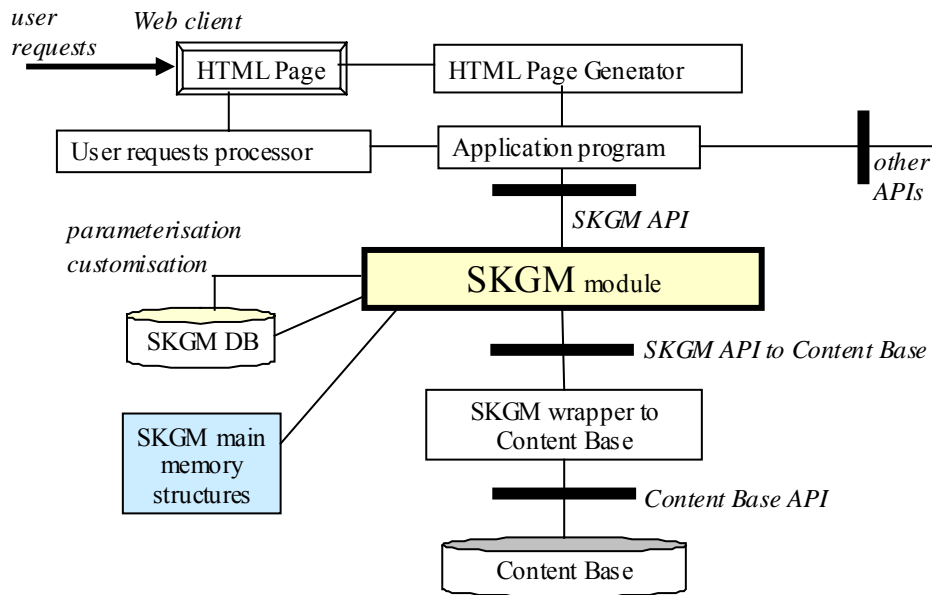 user
requests
Web client
HTML Page
HTML Page Generator
User requests processor
Application program
other
APIs
SKGM API
parameterisation
customisation
SKGM module
SKGM DB
SKGM API to Content Base
SKGM main
memory
structures
SKGM wrapper to
Content Base
Content Base API
Content Base